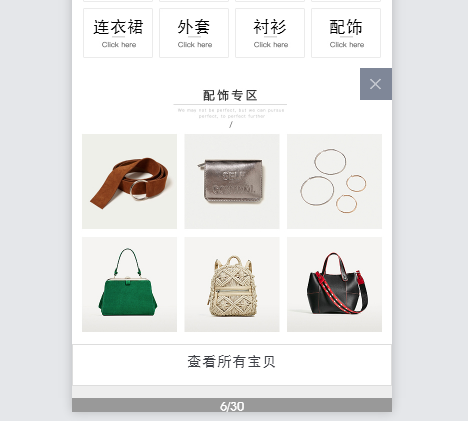 连衣裙 外套 衬衫 配饰
Click here Click here Click here Click here
配饰专区
We may not be perfect, but we can pursue
perfect, to perfect further
/
查看所有宝贝
6/30